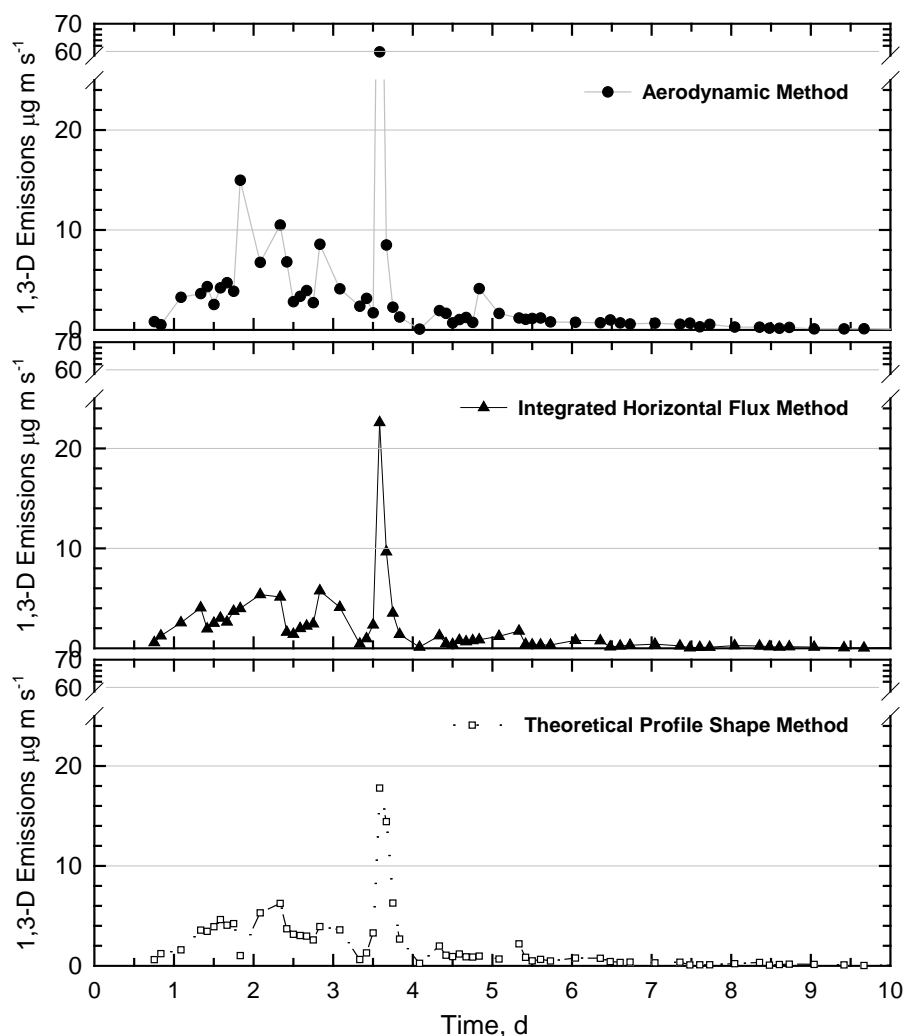 70
60
20
10
0
1,3-D Emissions μg m s⁻¹
Aerodynamic Method
70
60
20
10
0
1,3-D Emissions μg m s⁻¹
Integrated Horizontal Flux Method
70
60
20
10
0
1,3-D Emissions μg m s⁻¹
Theoretical Profile Shape Method
0 1 2 3 4 5 6 7 8 9 10
Time, d